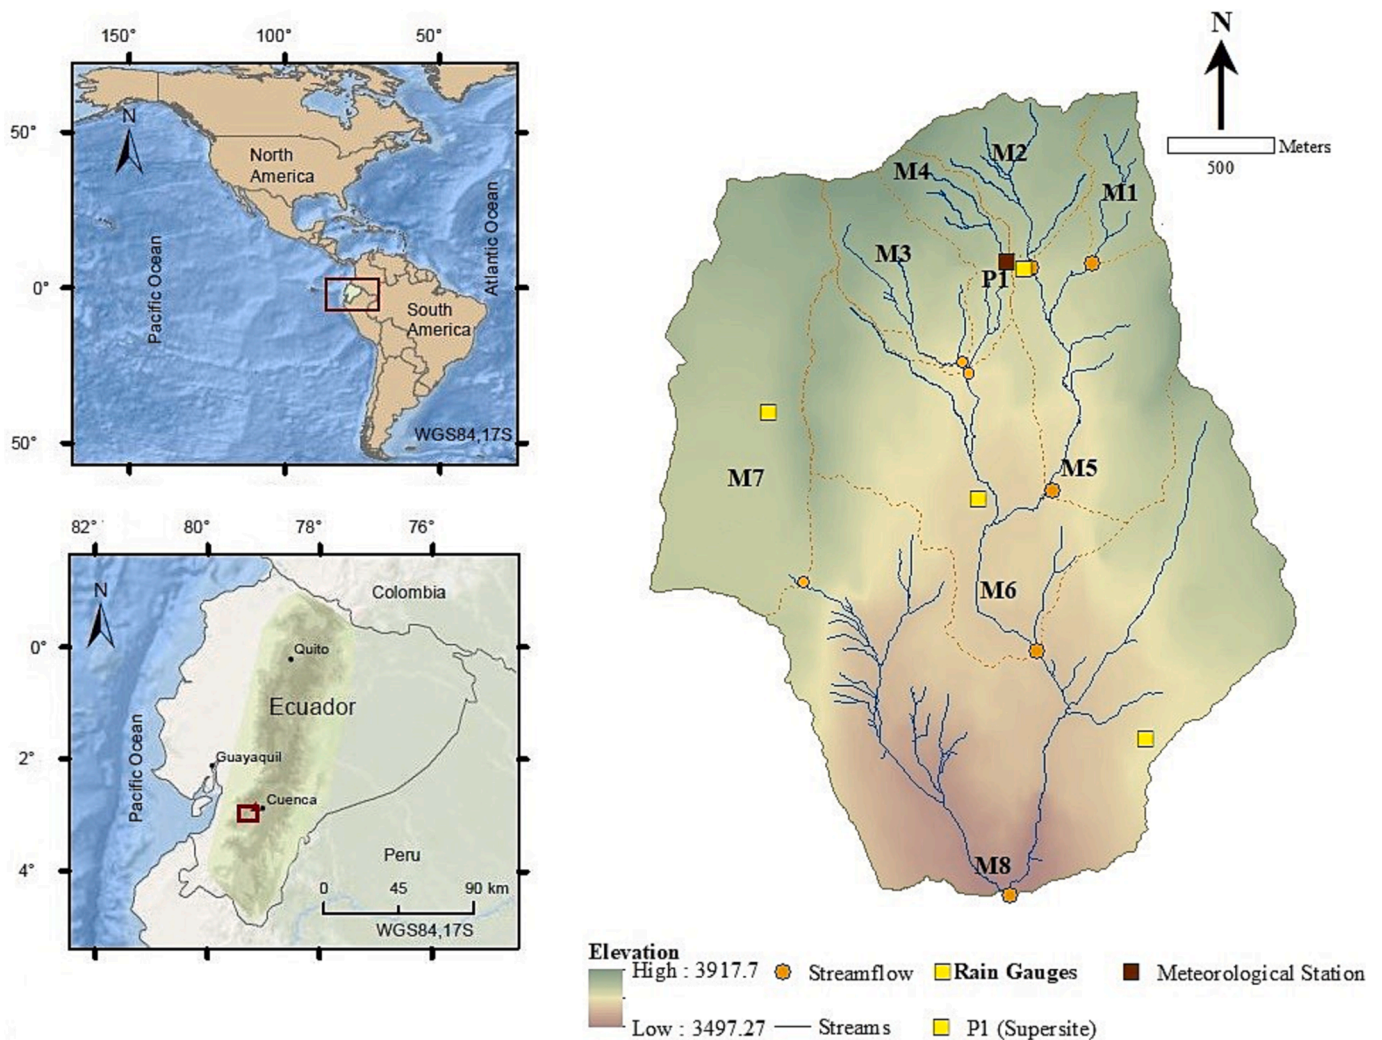 150° 100° 50°
50°
N
North
America
Pacific Ocean
Atlantic Ocean
0°
South
America
50°
WGS84,17S
82° 80° 78° 76°
N
Colombia
0°
Quito
Ecuador
Pacific Ocean
2°
Guayaquil
Cuenca
Peru
4°
0 45 90 km
WGS84,17S
N
Meters
500
M2
M4
M1
M3
P1
M5
M7
M6
M8
Elevation
High : 3917.7
Low : 3497.27
Streamflow
Rain Gauges
Meteorological Station
Streams
P1 (Supersite)